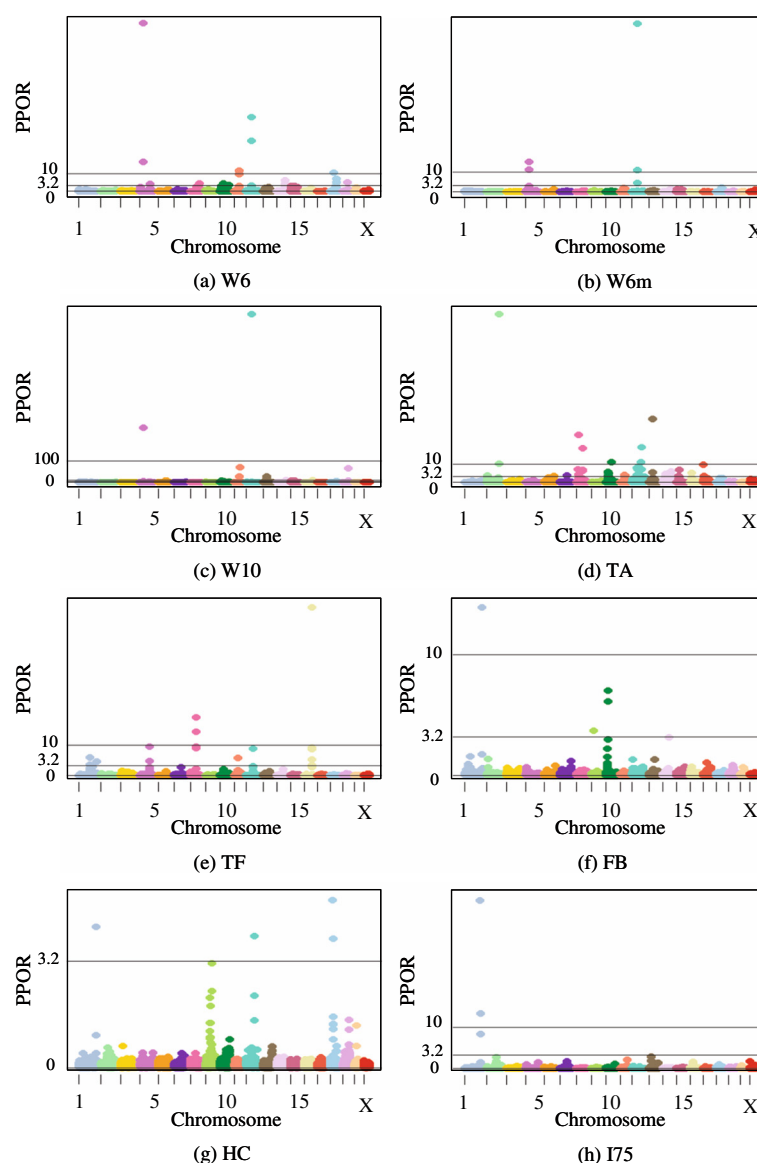 PPOR
10
3.2
0
1 5 10 15 X
Chromosome
(a) W6
PPOR
10
3.2
0
1 5 10 15 X
Chromosome
(b) W6m
PPOR
100
0
1 5 10 15 X
Chromosome
(c) W10
PPOR
10
3.2
0
1 5 10 15 X
Chromosome
(d) TA
PPOR
10
3.2
0
1 5 10 15 X
Chromosome
(e) TF
PPOR
10
3.2
0
1 5 10 15 X
Chromosome
(f) FB
PPOR
3.2
0
1 5 10 15 X
Chromosome
(g) HC
PPOR
10
3.2
0
1 5 10 15 X
Chromosome
(h) I75